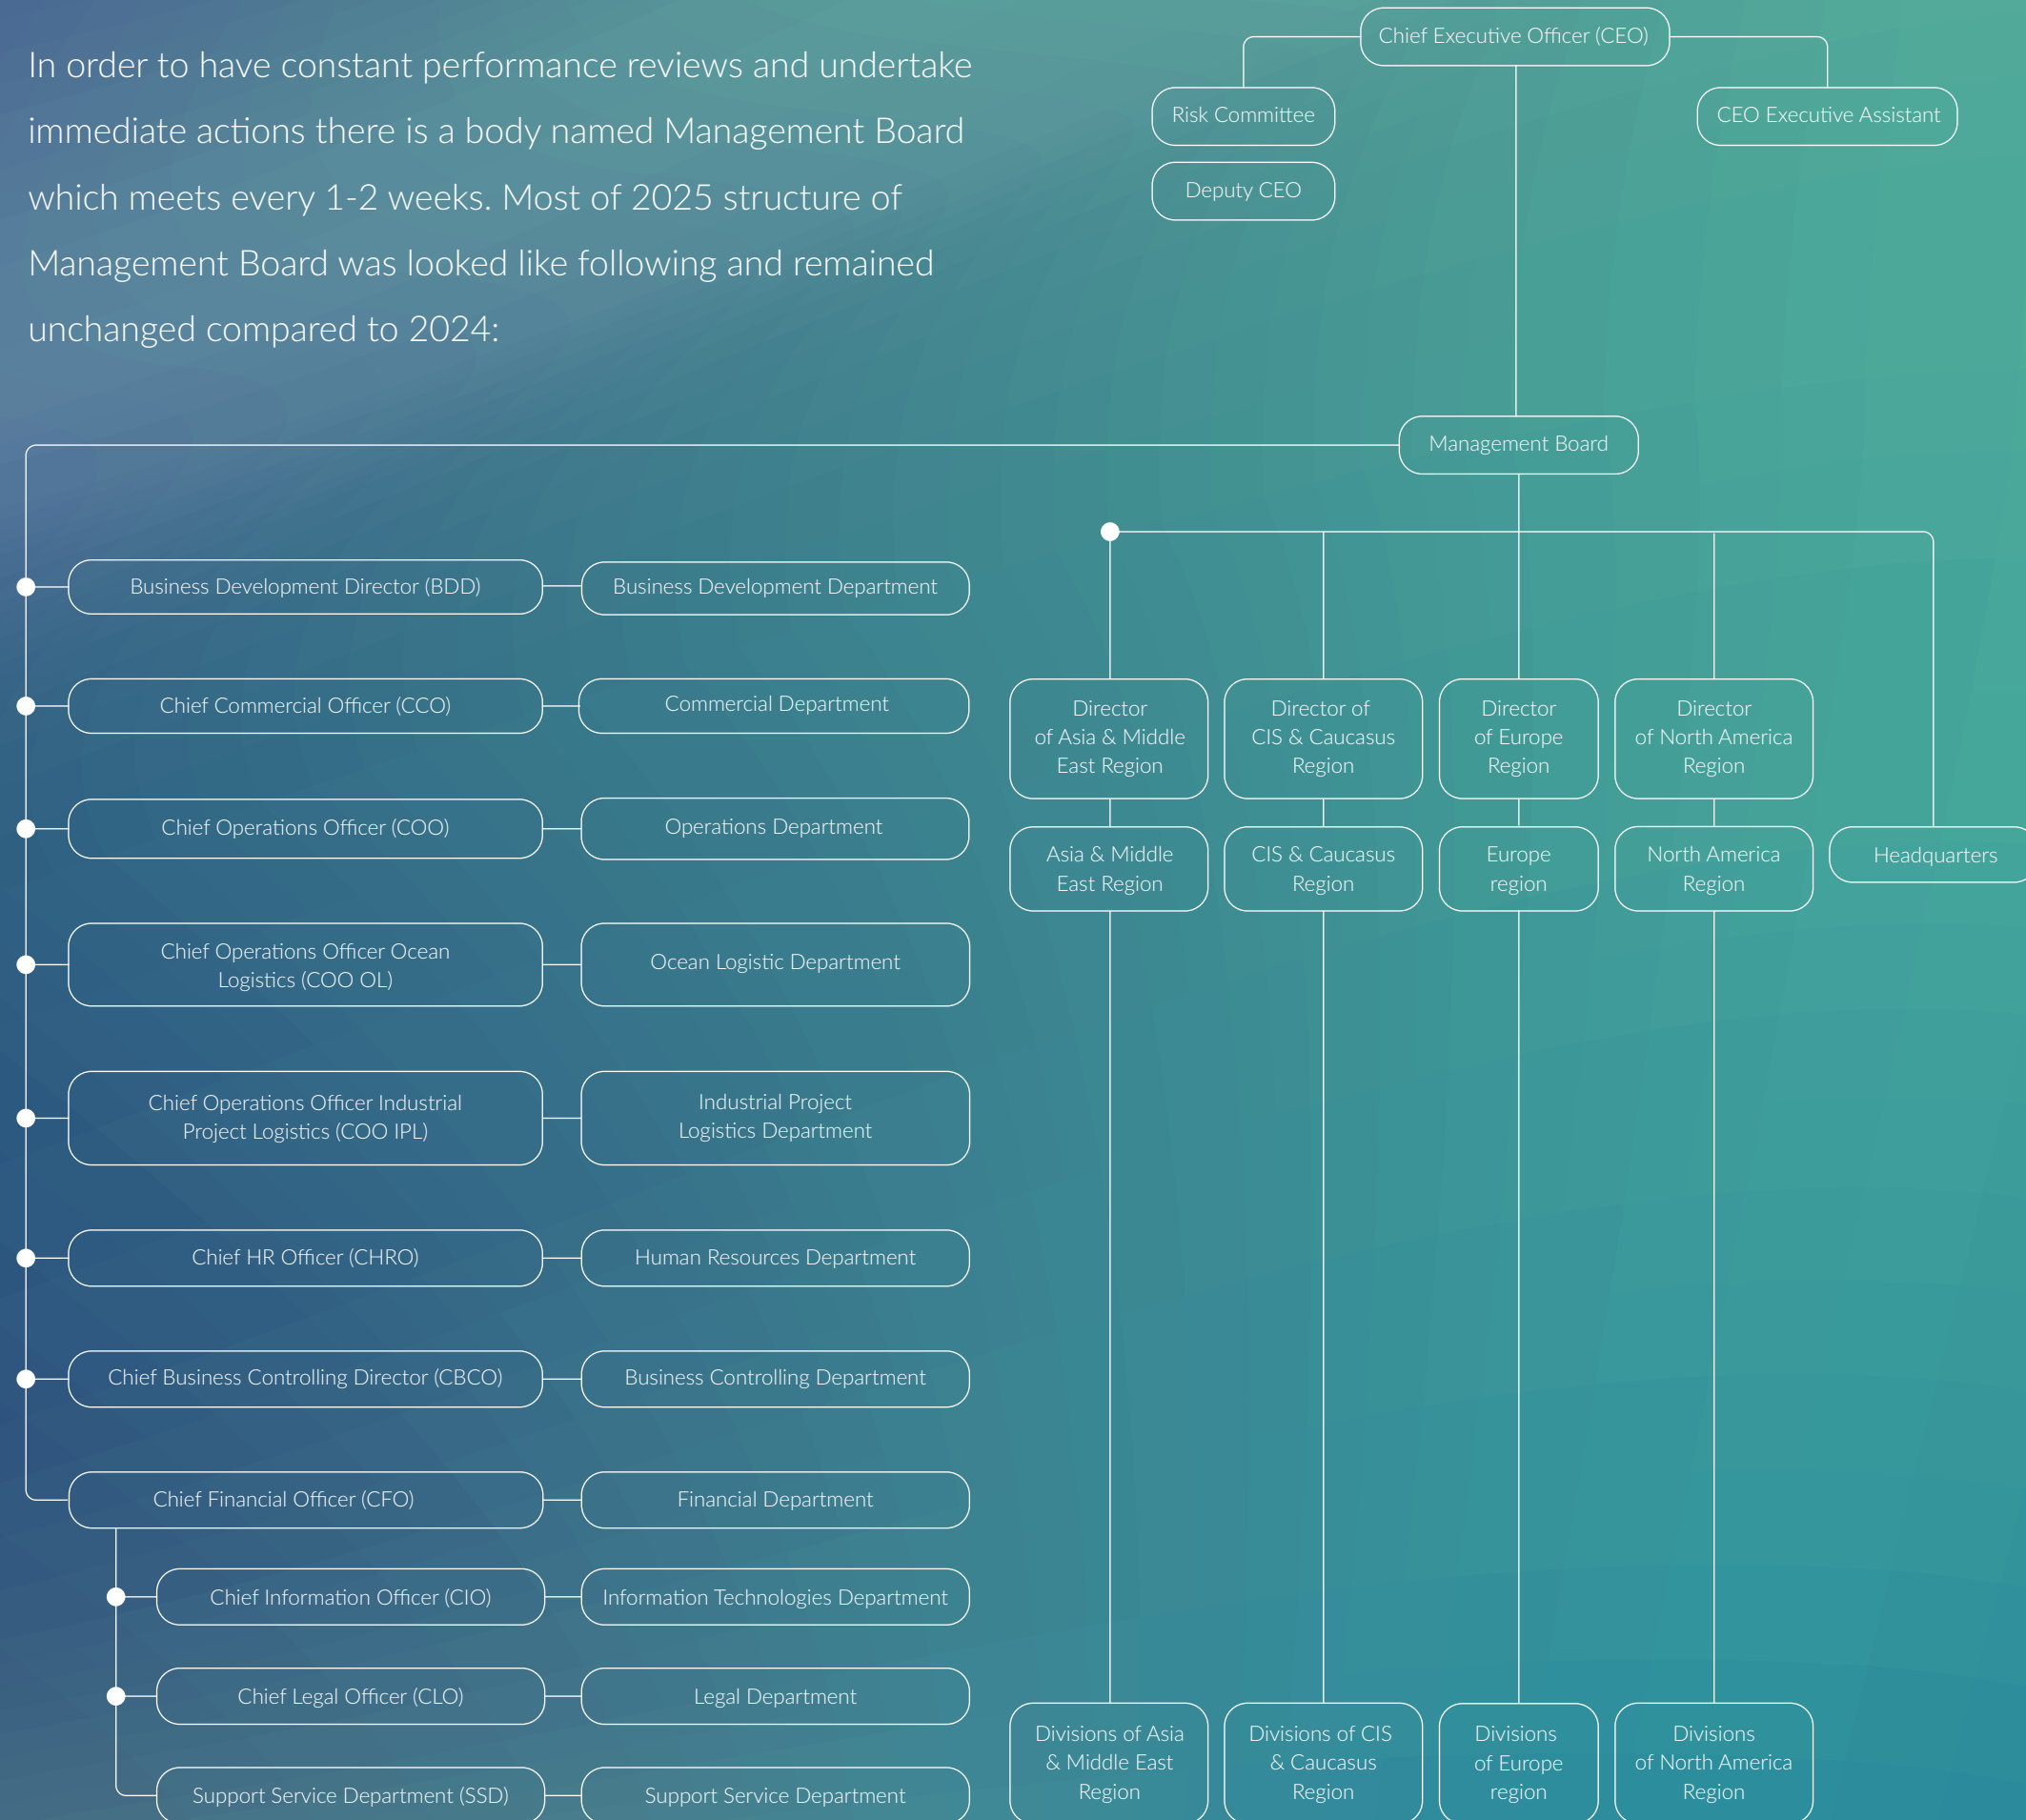 In order to have constant performance reviews and undertake
immediate actions there is a body named Management Board
which meets every 1-2 weeks. Most of 2025 structure of
Management Board was looked like following and remained
unchanged compared to 2024:
Chief Executive Officer (CEO)
Risk Committee
CEO Executive Assistant
Deputy CEO
Management Board
Business Development Director (BDD)
Business Development Department
Chief Commercial Officer (CCO)
Commercial Department
Chief Operations Officer (COO)
Operations Department
Chief Operations Officer Ocean
Logistics (COO OL)
Ocean Logistic Department
Chief Operations Officer Industrial
Project Logistics (COO IPL)
Industrial Project
Logistics Department
Chief HR Officer (CHRO)
Human Resources Department
Chief Business Controlling Director (CBCO)
Business Controlling Department
Chief Financial Officer (CFO)
Financial Department
Chief Information Officer (CIO)
Information Technologies Department
Chief Legal Officer (CLO)
Legal Department
Support Service Department (SSD)
Support Service Department
Director
of Asia & Middle
East Region
Director of
CIS & Caucasus
Region
Director
of Europe
Region
Director
of North America
Region
Asia & Middle
East Region
CIS & Caucasus
Region
Europe
region
North America
Region
Headquarters
Divisions of Asia
& Middle East
Region
Divisions of CIS
& Caucasus
Region
Divisions
of Europe
region
Divisions
of North America
Region